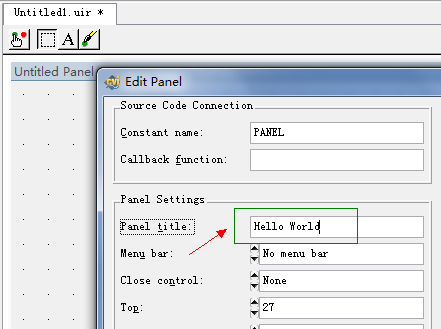 Untitled1.uir *
A
Untitled Panel
Edit Panel
Source Code Connection
Constant name: PANEL
Callback function:
Panel Settings
Panel title: Hello World
Menu bar: No menu bar
Close control: None
Top: 27